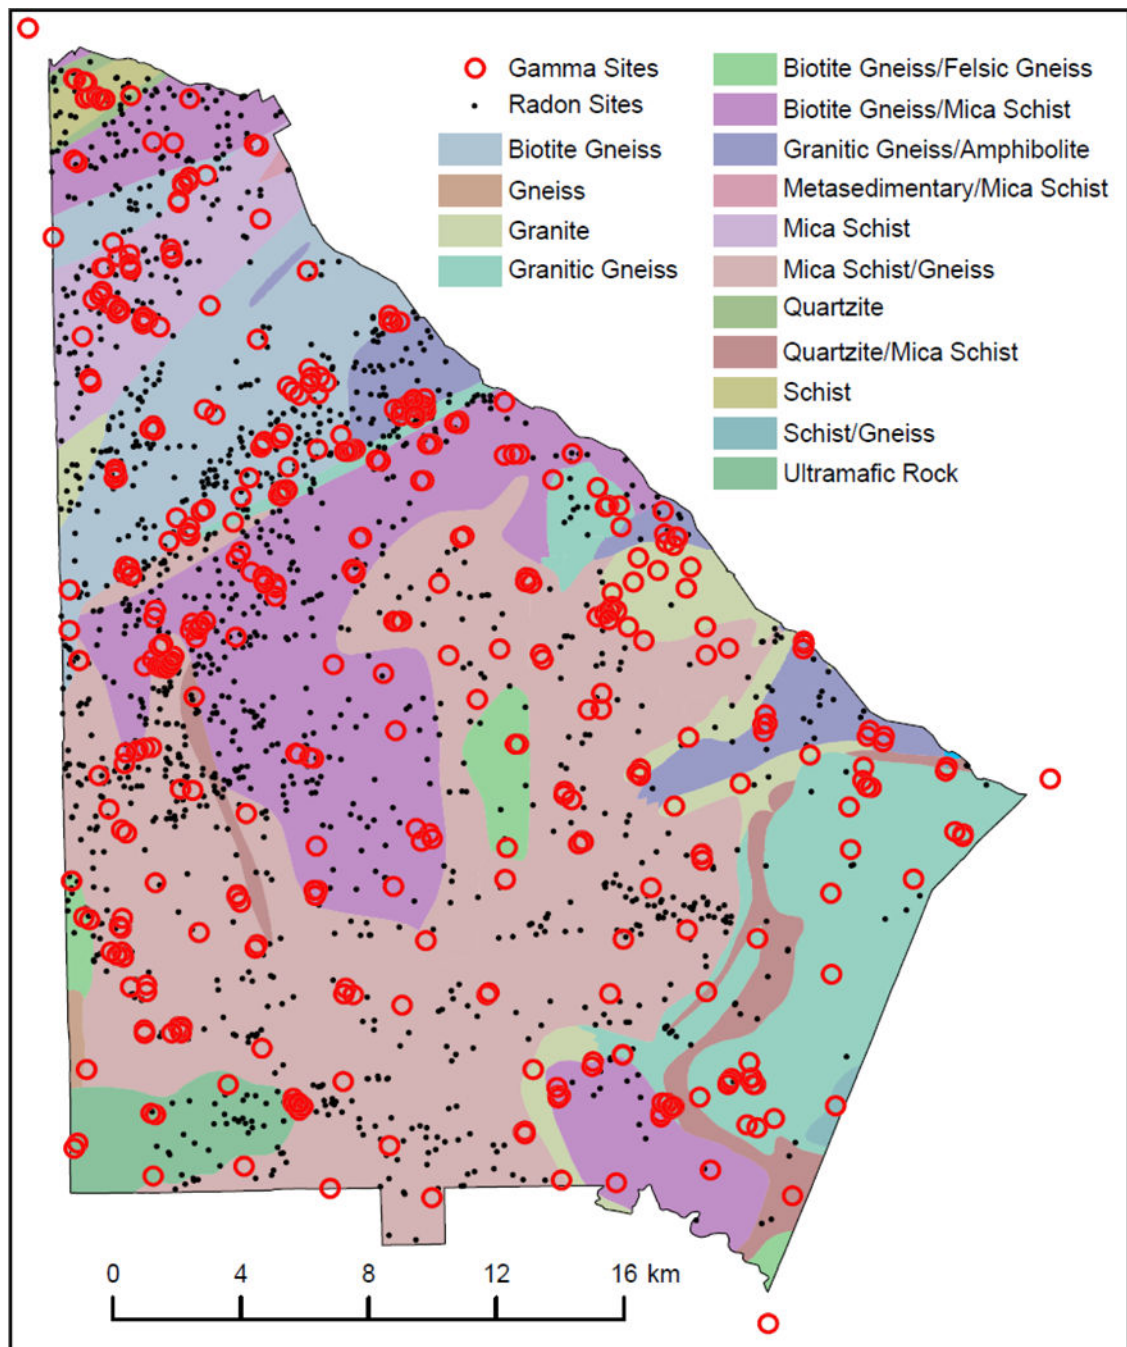 Gamma Sites
Radon Sites
Biotite Gneiss
Gneiss
Granite
Granitic Gneiss
Biotite Gneiss/Felsic Gneiss
Biotite Gneiss/Mica Schist
Granitic Gneiss/Amphibolite
Metasedimentary/Mica Schist
Mica Schist
Mica Schist/Gneiss
Quartzite
Quartzite/Mica Schist
Schist
Schist/Gneiss
Ultramafic Rock
0 4 8 12 16 km